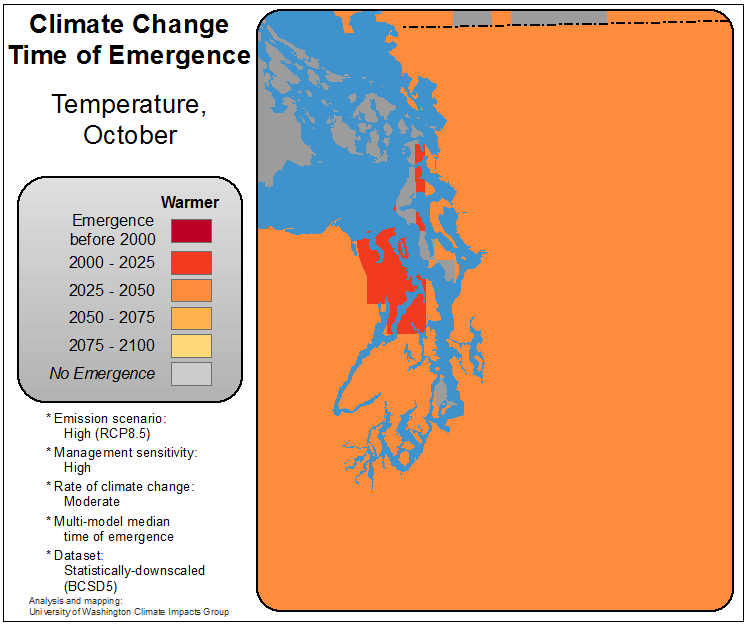 Climate Change
Time of Emergence
Temperature,
October
Warmer
Emergence
before 2000
2000 - 2025
2025 - 2050
2050 - 2075
2075 - 2100
No Emergence
* Emission scenario:
High (RCP8.5)
* Management sensitivity:
High
* Rate of climate change:
Moderate
* Multi-model median
time of emergence
* Dataset:
Statistically-downscaled
(BCSD5)
Analysis and mapping:
University of Washington Climate Impacts Group